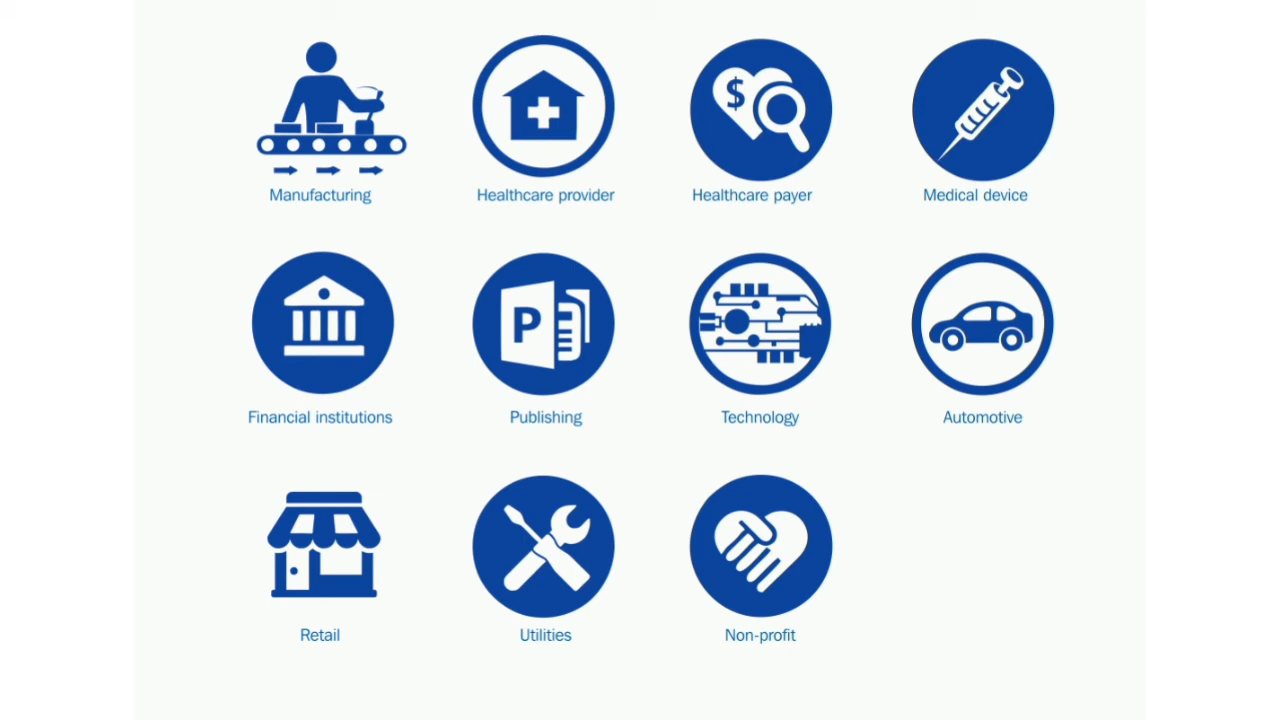 $
Manufacturing
Healthcare provider
Healthcare payer
Medical device
P
Financial institutions
Publishing
Technology
Automotive
Retail
Utilities
Non-profit